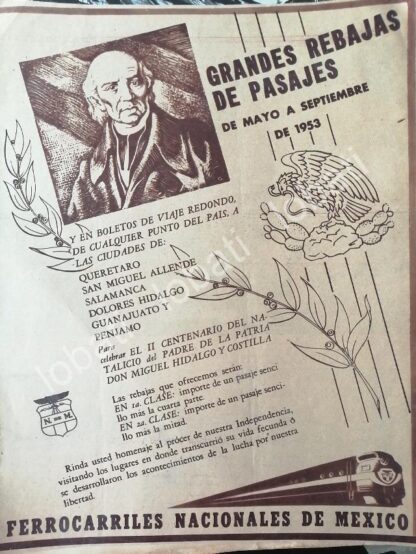 GRANDES REBAJAS
DE PASAJES
DE MAYO A SEPTIEMBRE
DE 1953
Y EN BOLETOS DE VIAJE REDONDO,
DE CUALQUIER PUNTO DEL PAIS, A
LAS CIUDADES DE:
QUERETARO
SAN MIGUEL ALLENDE
SALAMANCA
DOLORES HIDALGO
GUANAJUATO Y
PENJAMO
Para
celebrar EL II CENTENARIO DEL NA-
TALICIO del PADRE DE LA PATRIA
DON MIGUEL HIDALGO Y COSTILLA
Las rebajas que ofrecemos serán:
EN 1a. CLASE: importe de un pasaje senci
llo más la cuarta parte.
EN 2a. CLASE: importe de un pasaje senci-
llo más la mitad.
Rinda usted homenaje al prócer de nuestra Independencia,
visitando los lugares en donde transcurrió su vida fecunda ó
se desarrollaron los acontecimientos de la lucha por nuestra
libertad.
N. DE M.
FERROCARRILES NACIONALES DE MEXICO